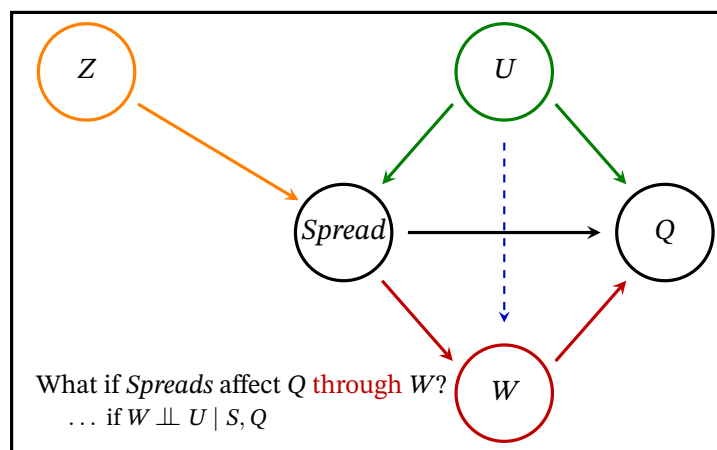 Z
U
Spread
Q
What if Spreads affect Q through W?
W
... if W ⫫ U | S, Q